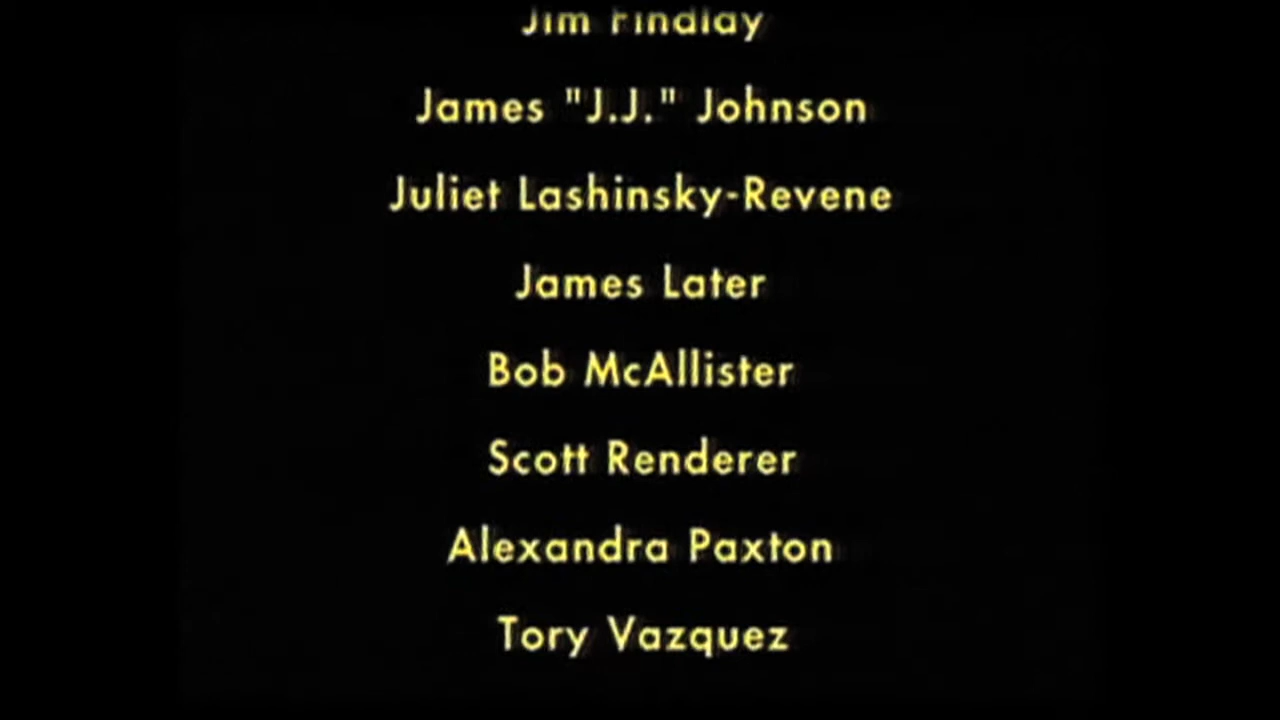 Jim Findlay
James "J.J." Johnson
Juliet Lashinsky-Revene
James Later
Bob McAllister
Scott Renderer
Alexandra Paxton
Tory Vazquez